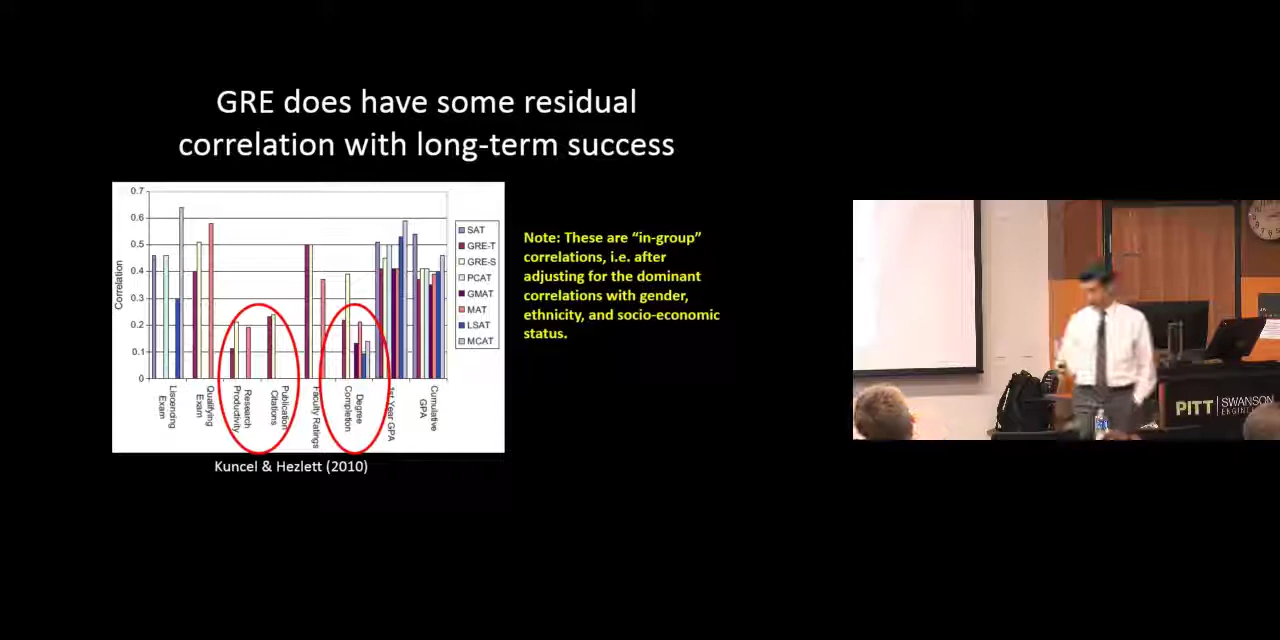 GRE does have some residual
correlation with long-term success
0.7
0.6
0.5
0.4
0.3
0.2
0.1
0
Correlation
Liscencing
Exam
Qualifying
Exam
Research
Productivity
Publication
Citations
Faculty Ratings
Degree
Completion
1st Year GPA
Cumulative
GPA
SAT
GRE-T
GRE-S
PCAT
GMAT
MAT
LSAT
MCAT
Kuncel & Hezlett (2010)
Note: These are “in-group”
correlations, i.e. after
adjusting for the dominant
correlations with gender,
ethnicity, and socio-economic
status.
PITT SWANSON